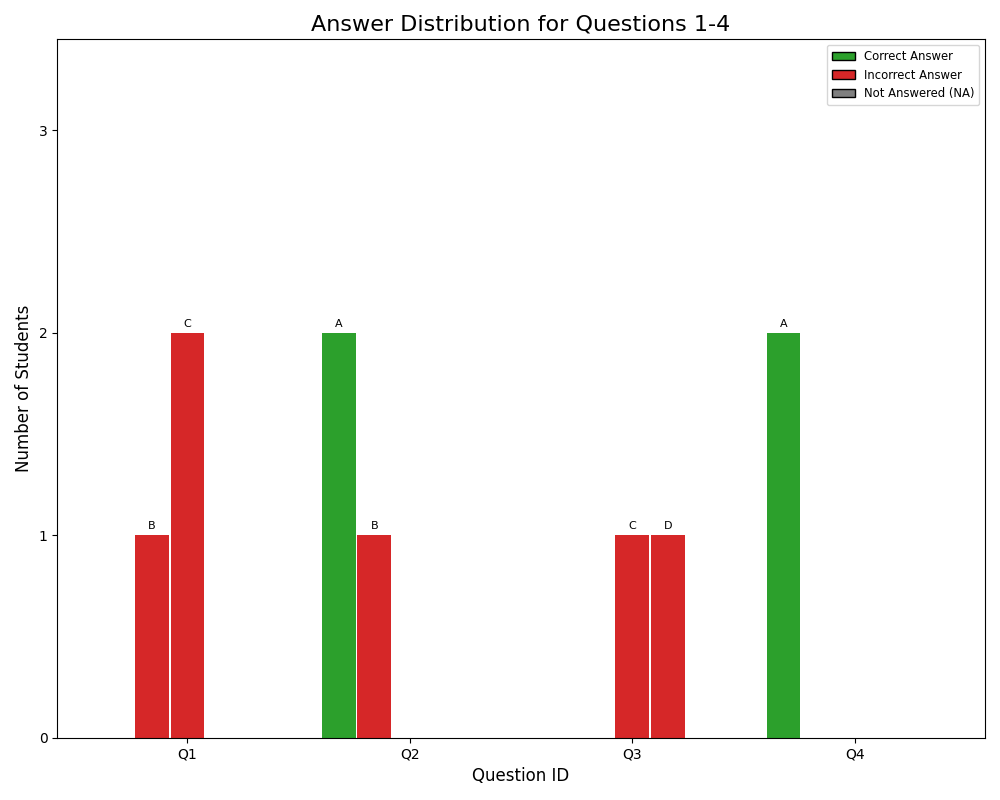 Answer Distribution for Questions 1-4
Correct Answer
Incorrect Answer
Not Answered (NA)
Number of Students
3
2
1
0
C
A
A
B
B
C
D
Q1
Q2
Q3
Q4
Question ID